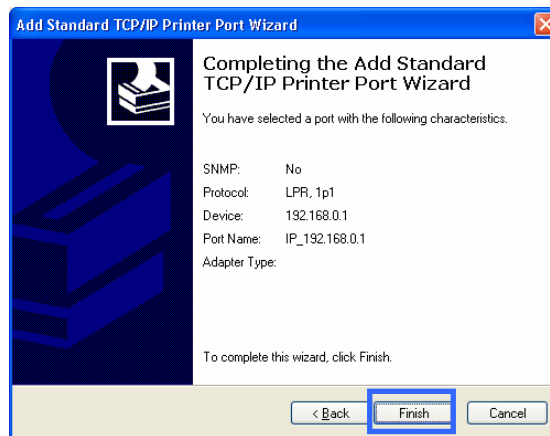 Add Standard TCP/IP Printer Port Wizard
Completing the Add Standard
TCP/IP Printer Port Wizard
You have selected a port with the following characteristics.
SNMP: No
Protocol: LPR, 1p1
Device: 192.168.0.1
Port Name: IP_192.168.0.1
Adapter Type:
To complete this wizard, click Finish.
< Back Finish Cancel